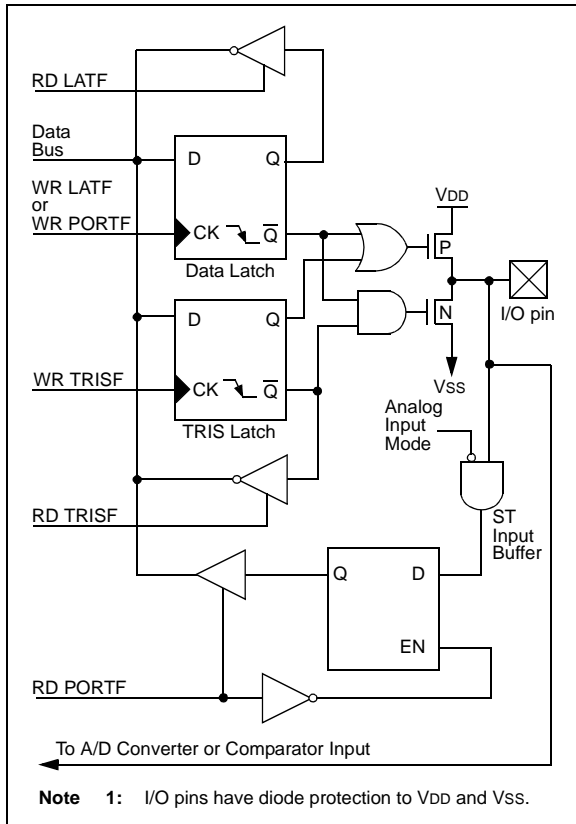 RD LATF
Data
Bus
D
Q
WR LATF
or
WR PORTF
CK
Q̅
Data Latch
VDD
P
N
I/O pin
VSS
D
Q
WR TRISF
CK
Q̅
TRIS Latch
Analog
Input
Mode
RD TRISF
ST
Input
Buffer
Q
D
EN
RD PORTF
To A/D Converter or Comparator Input
Note 1: I/O pins have diode protection to VDD and VSS.